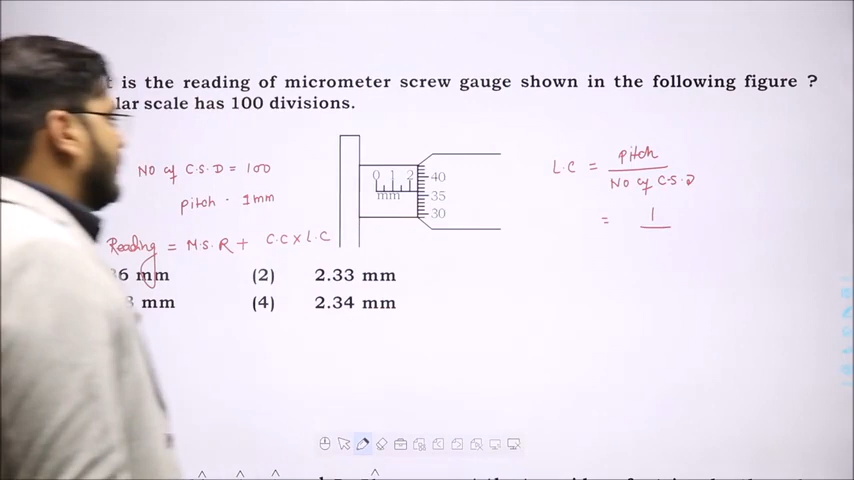 is the reading of micrometer screw gauge shown in the following figure ?
lar scale has 100 divisions.
No of C.S.D = 100
pitch · 1mm
Reading = M.S.R + C.C x L.C
0 1 2
mm
40
35
30
L.C = pitch / No of C.S.D
= 1
6 mm
(2) 2.33 mm
mm
(4) 2.34 mm